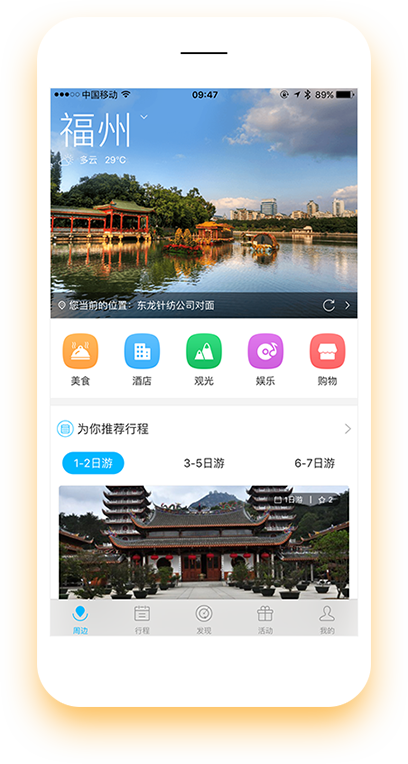 中国移动 09:47 89%
福州
多云 29°C
您当前的位置：东龙针纺公司对面
美食 酒店 观光 娱乐 购物
为你推荐行程
1-2日游 3-5日游 6-7日游
1日游 | 2
周边 行程 发现 活动 我的